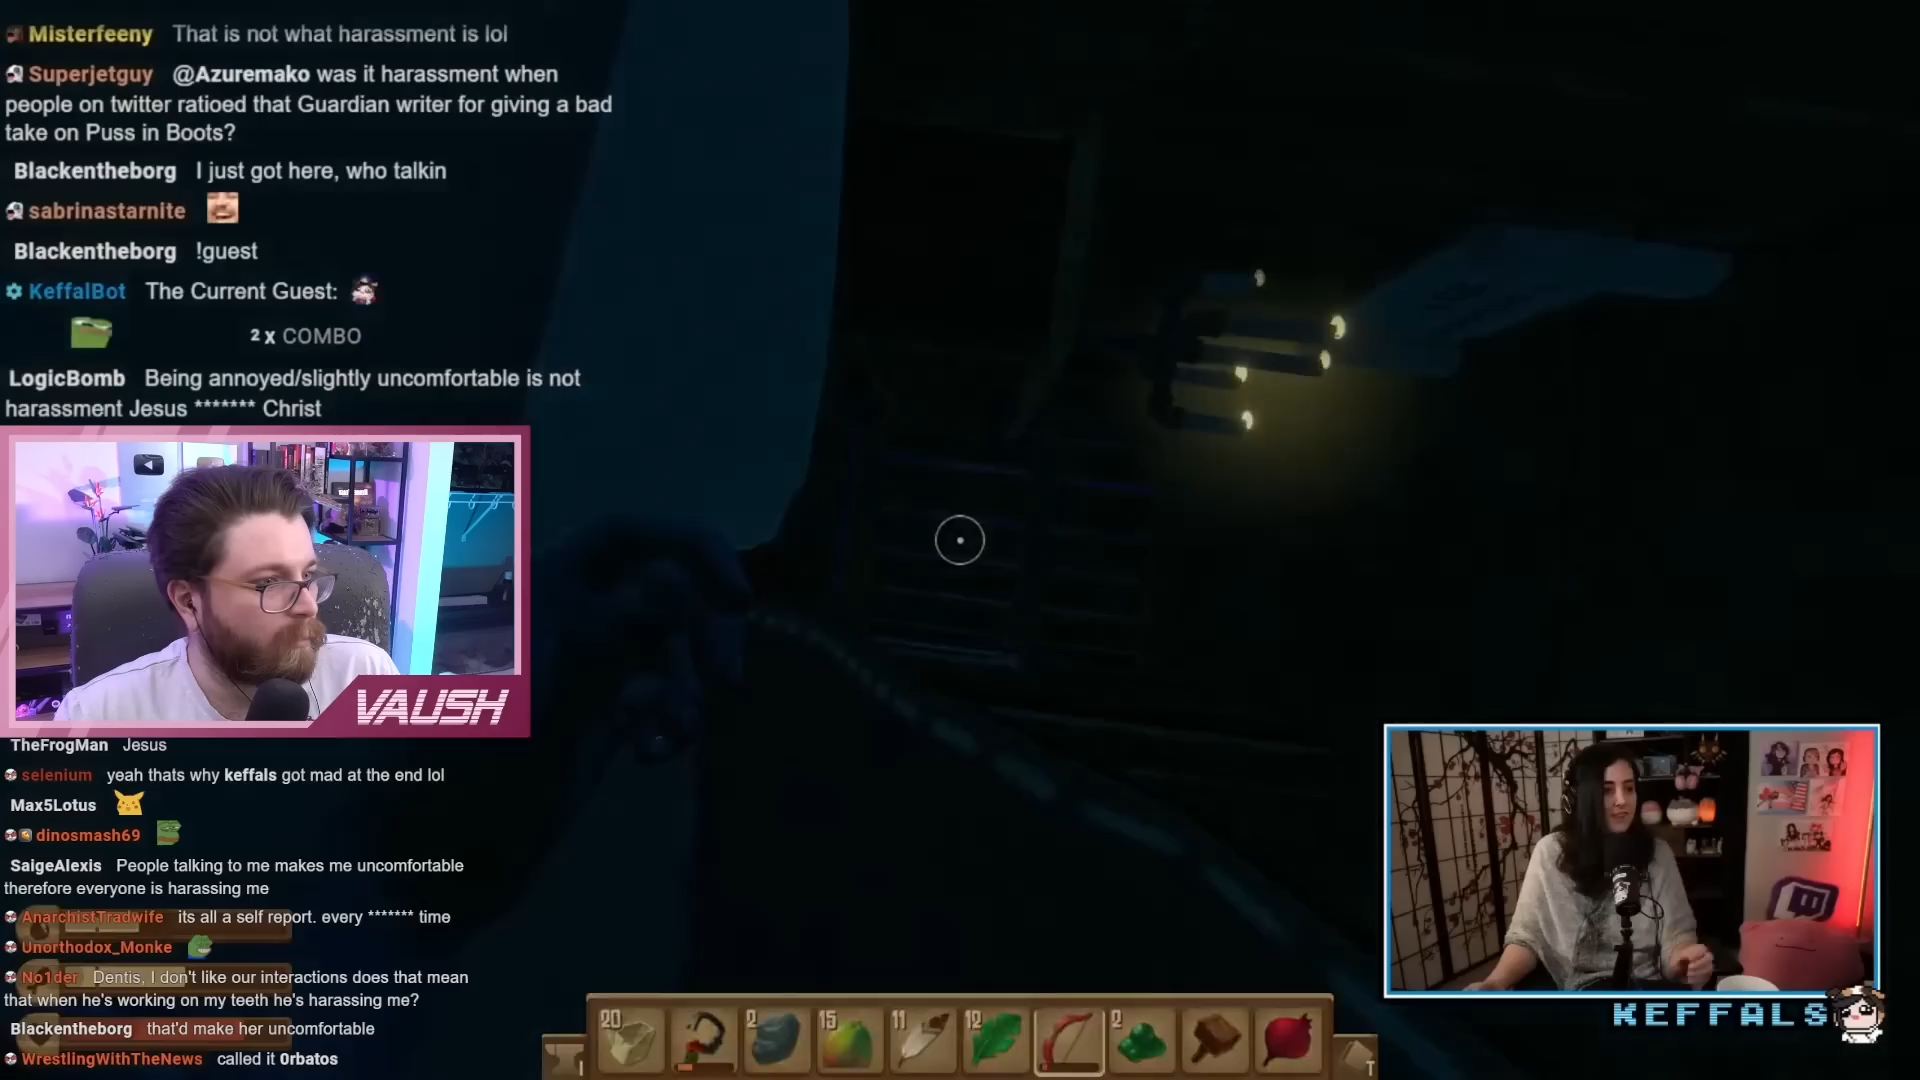 Misterfeeny That is not what harassment is lol
Superjetguy @Azuremako was it harassment when
people on twitter ratioed that Guardian writer for giving a bad
take on Puss in Boots?
Blackentheborg I just got here, who talkin
sabrinastarnite
Blackentheborg !guest
KeffalBot The Current Guest:
2 x COMBO
LogicBomb Being annoyed/slightly uncomfortable is not
harassment Jesus ******* Christ
VAUSH
TheFrogMan Jesus
selenium yeah thats why keffals got mad at the end lol
Max5Lotus
dinosmash69
SaigeAlexis People talking to me makes me uncomfortable
therefore everyone is harassing me
AnarchistTradwife its all a self report. every ******* time
Unorthodox_Monke
No1der Dentis, I don't like our interactions does that mean
that when he's working on my teeth he's harassing me?
Blackentheborg that'd make her uncomfortable
WrestlingWithTheNews called it 0rbatos
KEFFALS
I 20 2 15 11 12 2 T